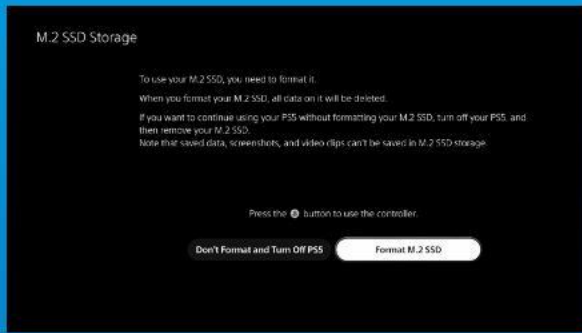 M.2 SSD Storage
To use your M.2 SSD, you need to format it.
When you format your M.2 SSD, all data on it will be deleted.
If you want to continue using your PS5 without formatting your M.2 SSD, turn off your PS5, and
then remove your M.2 SSD.
Note that saved data, screenshots, and video clips can't be saved in M.2 SSD storage.
Press the button to use the controller.
Don't Format and Turn Off PS5
Format M.2 SSD